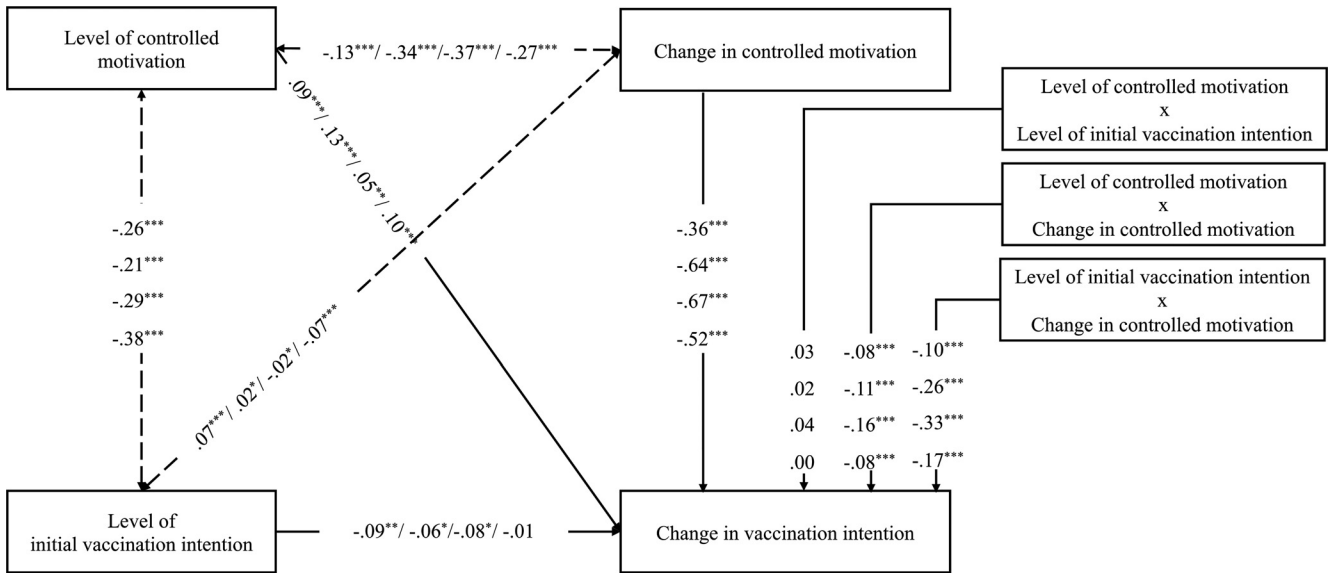 Level of controlled
motivation
-.13***/ -.34***/-.37***/ -.27***
Change in controlled motivation
.09***/ .13***/ .05**/ .10***
Level of controlled motivation
x
Level of initial vaccination intention
Level of controlled motivation
x
Change in controlled motivation
Level of initial vaccination intention
x
Change in controlled motivation
-.26***
-.21***
-.29***
-.38***
.07***/ .02*/ -.02*/ -.07***
-.36***
-.64***
-.67***
-.52***
.03 -.08*** -.10***
.02 -.11*** -.26***
.04 -.16*** -.33***
.00 -.08*** -.17***
Level of
initial vaccination intention
-.09**/ -.06*/-.08*/ -.01
Change in vaccination intention